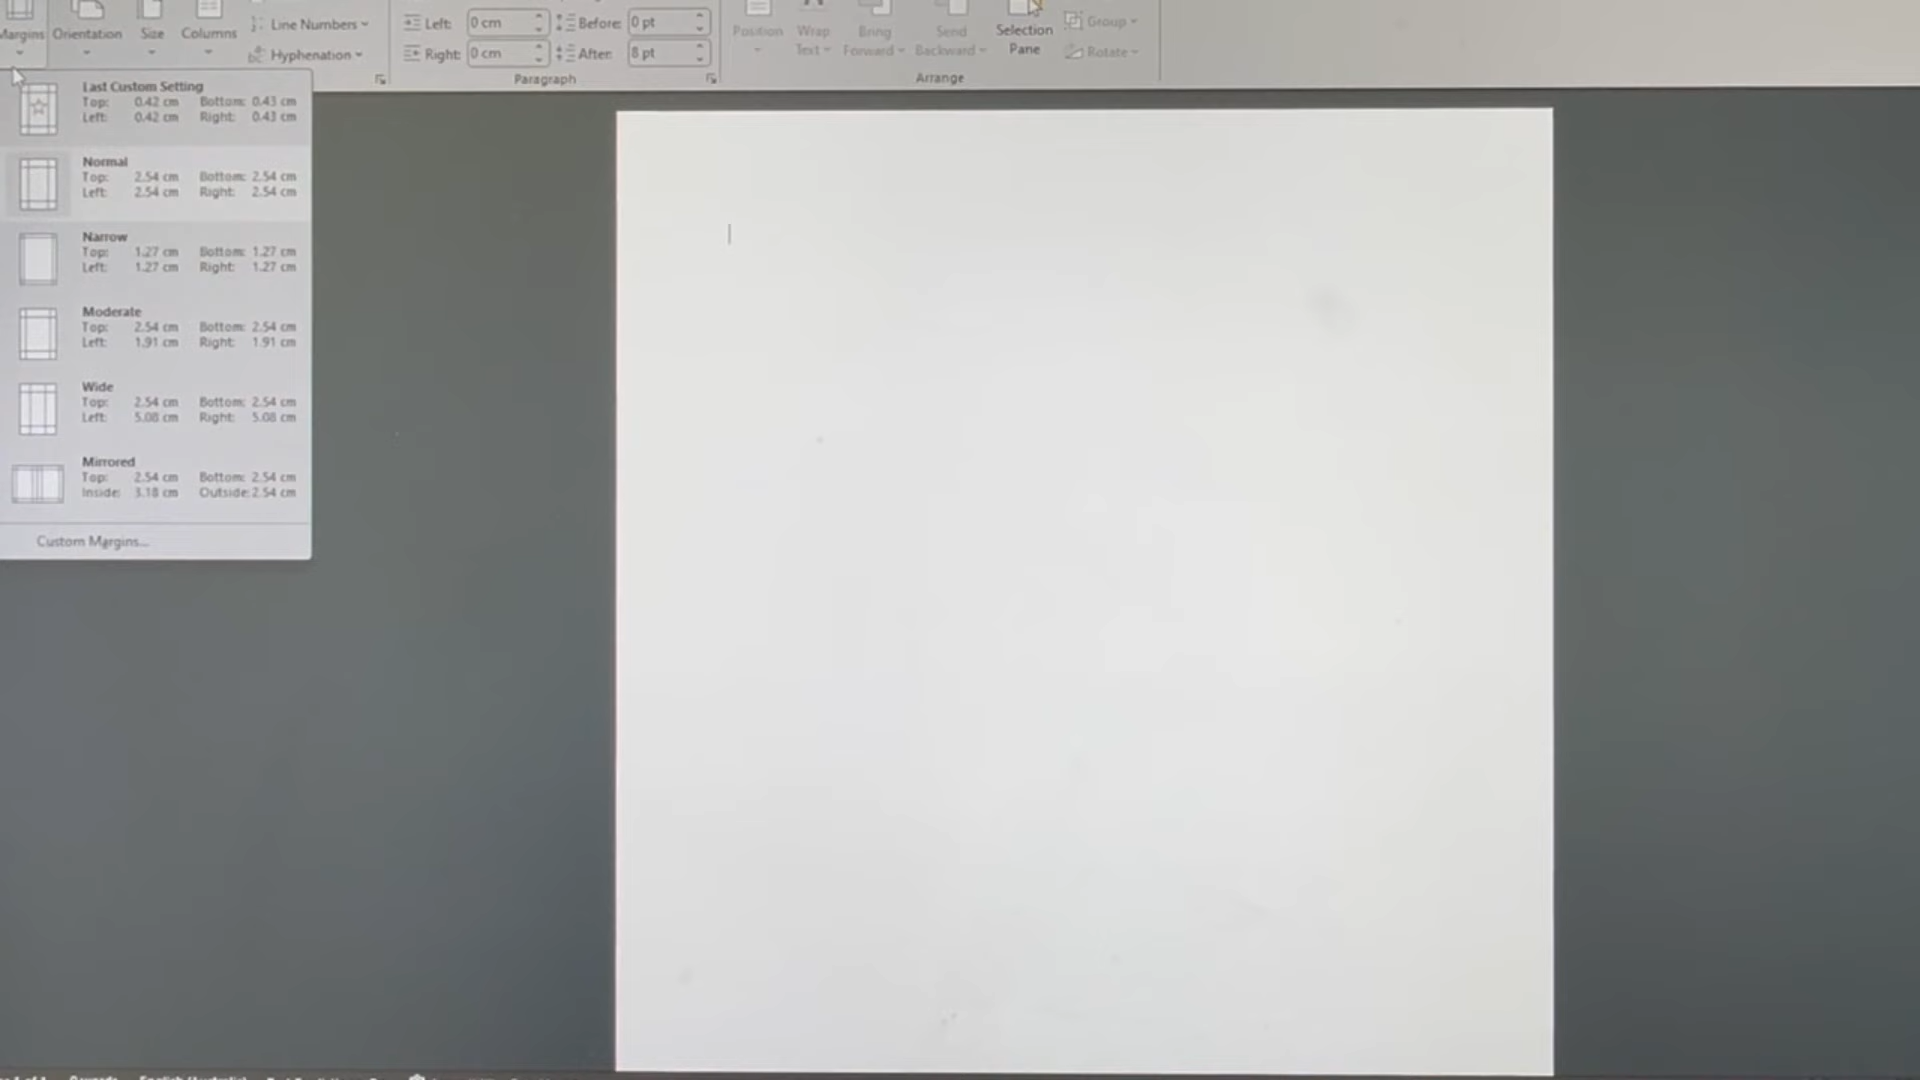 Margins Orientation Size Columns
Line Numbers
Hyphenation
Left: 0 cm Before: 0 pt
Right: 0 cm After: 8 pt
Paragraph
Position Wrap Text Bring Forward Send Backward Selection Pane
Group
Rotate
Arrange
Last Custom Setting
Top: 0.42 cm Bottom: 0.43 cm
Left: 0.42 cm Right: 0.43 cm
Normal
Top: 2.54 cm Bottom: 2.54 cm
Left: 2.54 cm Right: 2.54 cm
Narrow
Top: 1.27 cm Bottom: 1.27 cm
Left: 1.27 cm Right: 1.27 cm
Moderate
Top: 2.54 cm Bottom: 2.54 cm
Left: 1.91 cm Right: 1.91 cm
Wide
Top: 2.54 cm Bottom: 2.54 cm
Left: 5.08 cm Right: 5.08 cm
Mirrored
Top: 2.54 cm Bottom: 2.54 cm
Inside: 3.18 cm Outside: 2.54 cm
Custom Margins...
0 words English (Australia)